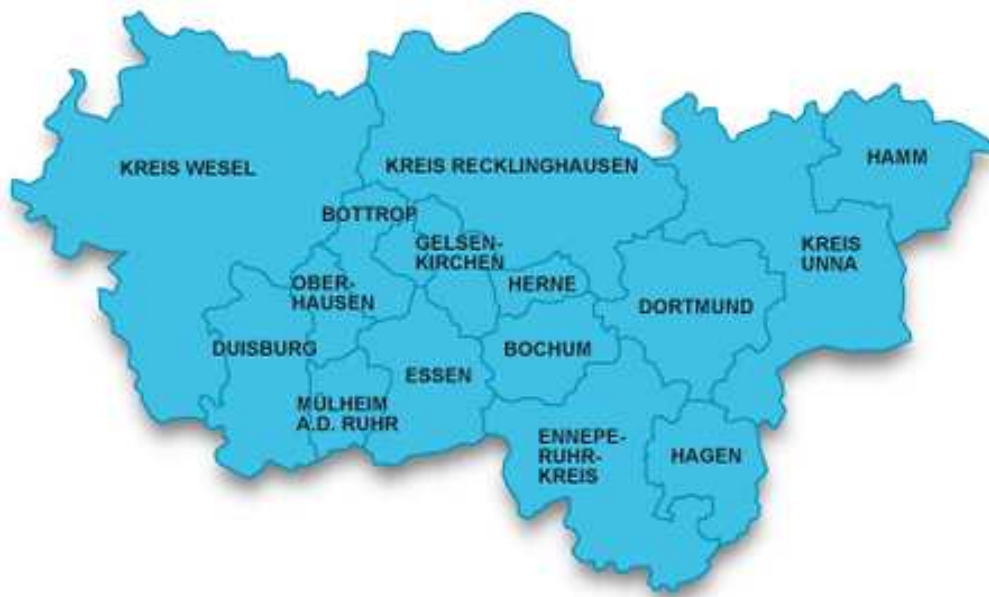 KREIS WESEL
KREIS RECKLINGHAUSEN
HAMM
BOTTROP
GELSEN-
KIRCHEN
KREIS
UNNA
OBER-
HAUSEN
HERNE
DORTMUND
DUISBURG
ESSEN
BOCHUM
MÜLHEIM
A.D. RUHR
ENNEPE-
RUHR-
KREIS
HAGEN